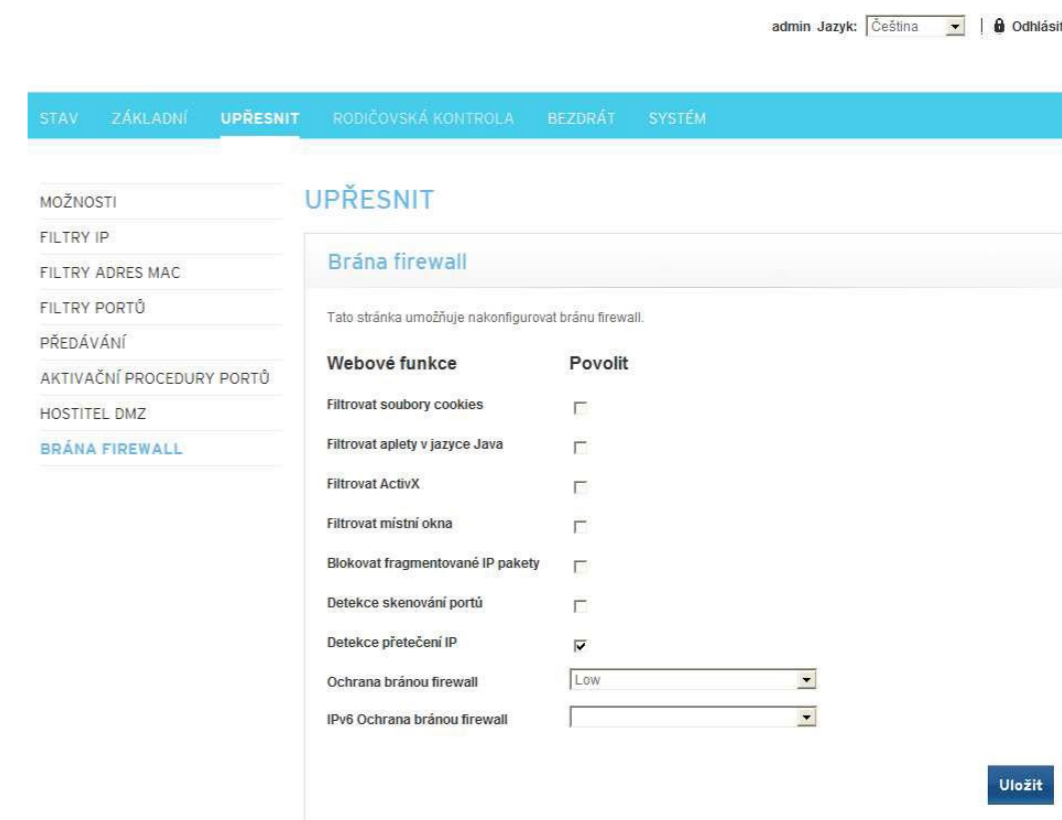 admin Jazyk: Čeština | Odhlásit
STAV ZÁKLADNÍ UPŘESNIT RODIČOVSKÁ KONTROLA BEZDRÁT SYSTÉM
MOŽNOSTI
FILTRY IP
FILTRY ADRES MAC
FILTRY PORTŮ
PŘEDÁVÁNÍ
AKTIVAČNÍ PROCEDURY PORTŮ
HOSTITEL DMZ
BRÁNA FIREWALL
UPŘESNIT
Brána firewall
Tato stránka umožňuje nakonfigurovat bránu firewall.
Webové funkce Povolit
Filtrovat soubory cookies
Filtrovat aplety v jazyce Java
Filtrovat ActivX
Filtrovat místní okna
Blokovat fragmentované IP pakety
Detekce skenování portů
Detekce přetečení IP
Ochrana bránou firewall Low
IPv6 Ochrana bránou firewall
Uložit